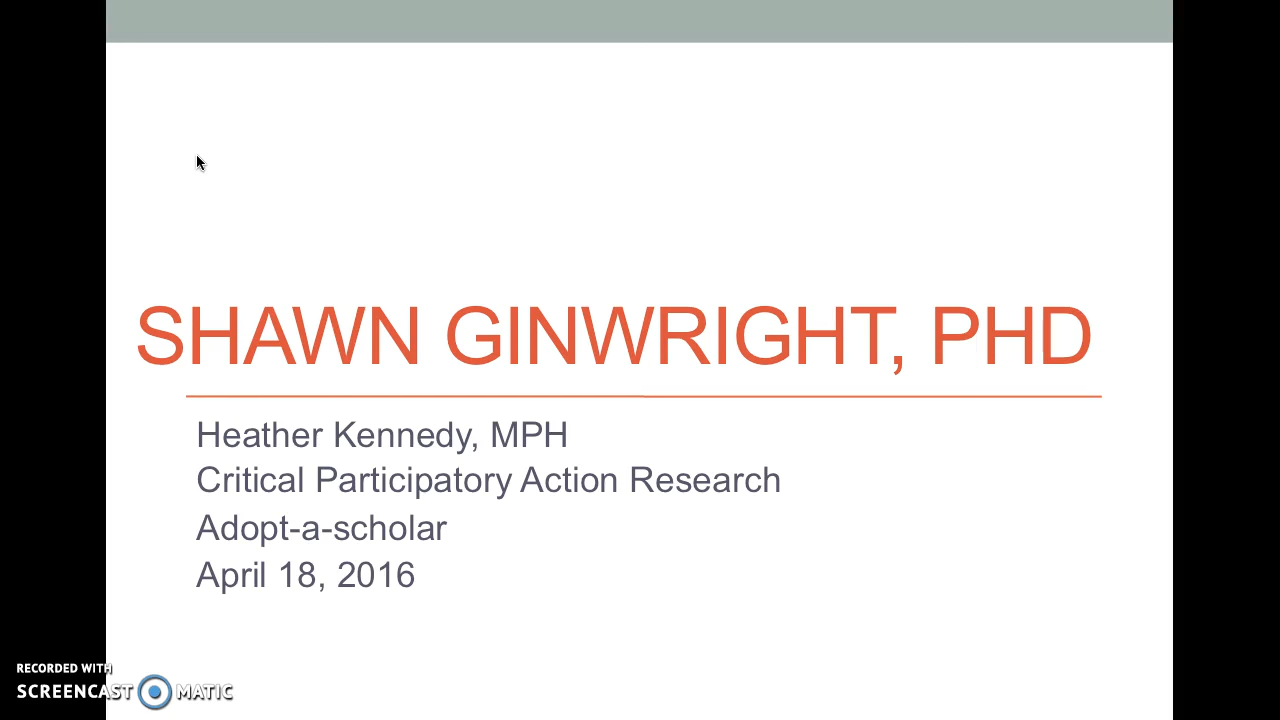 SHAWN GINWRIGHT, PHD
Heather Kennedy, MPH
Critical Participatory Action Research
Adopt-a-scholar
April 18, 2016
RECORDED WITH
SCREENCAST MATIC